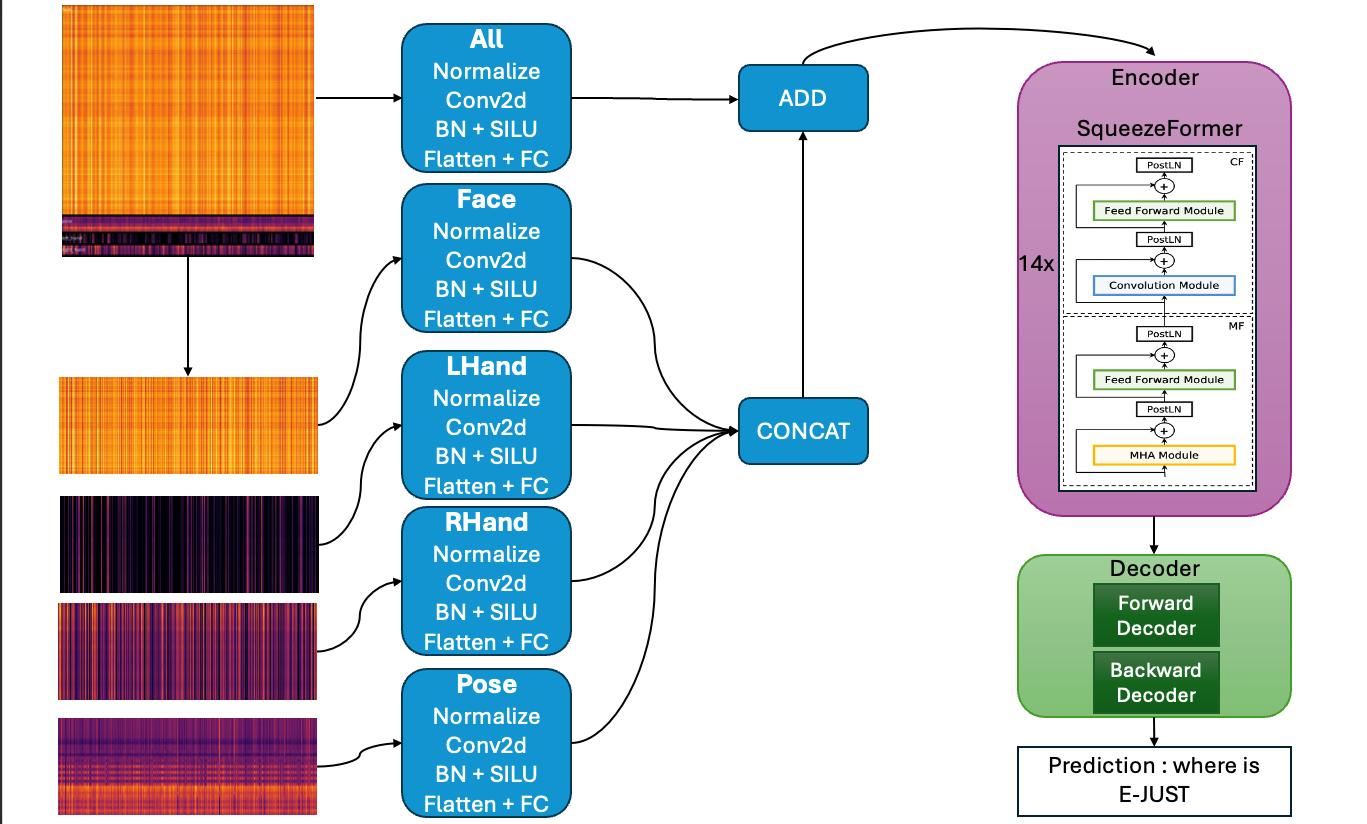 All
Normalize
Conv2d
BN + SILU
Flatten + FC
Face
Normalize
Conv2d
BN + SILU
Flatten + FC
LHand
Normalize
Conv2d
BN + SILU
Flatten + FC
RHand
Normalize
Conv2d
BN + SILU
Flatten + FC
Pose
Normalize
Conv2d
BN + SILU
Flatten + FC
ADD
CONCAT
Encoder
SqueezeFormer
14x
CF
PostLN
+
Feed Forward Module
PostLN
+
Convolution Module
MF
PostLN
+
Feed Forward Module
PostLN
+
MHA Module
Decoder
Forward
Decoder
Backward
Decoder
Prediction : where is
E-JUST